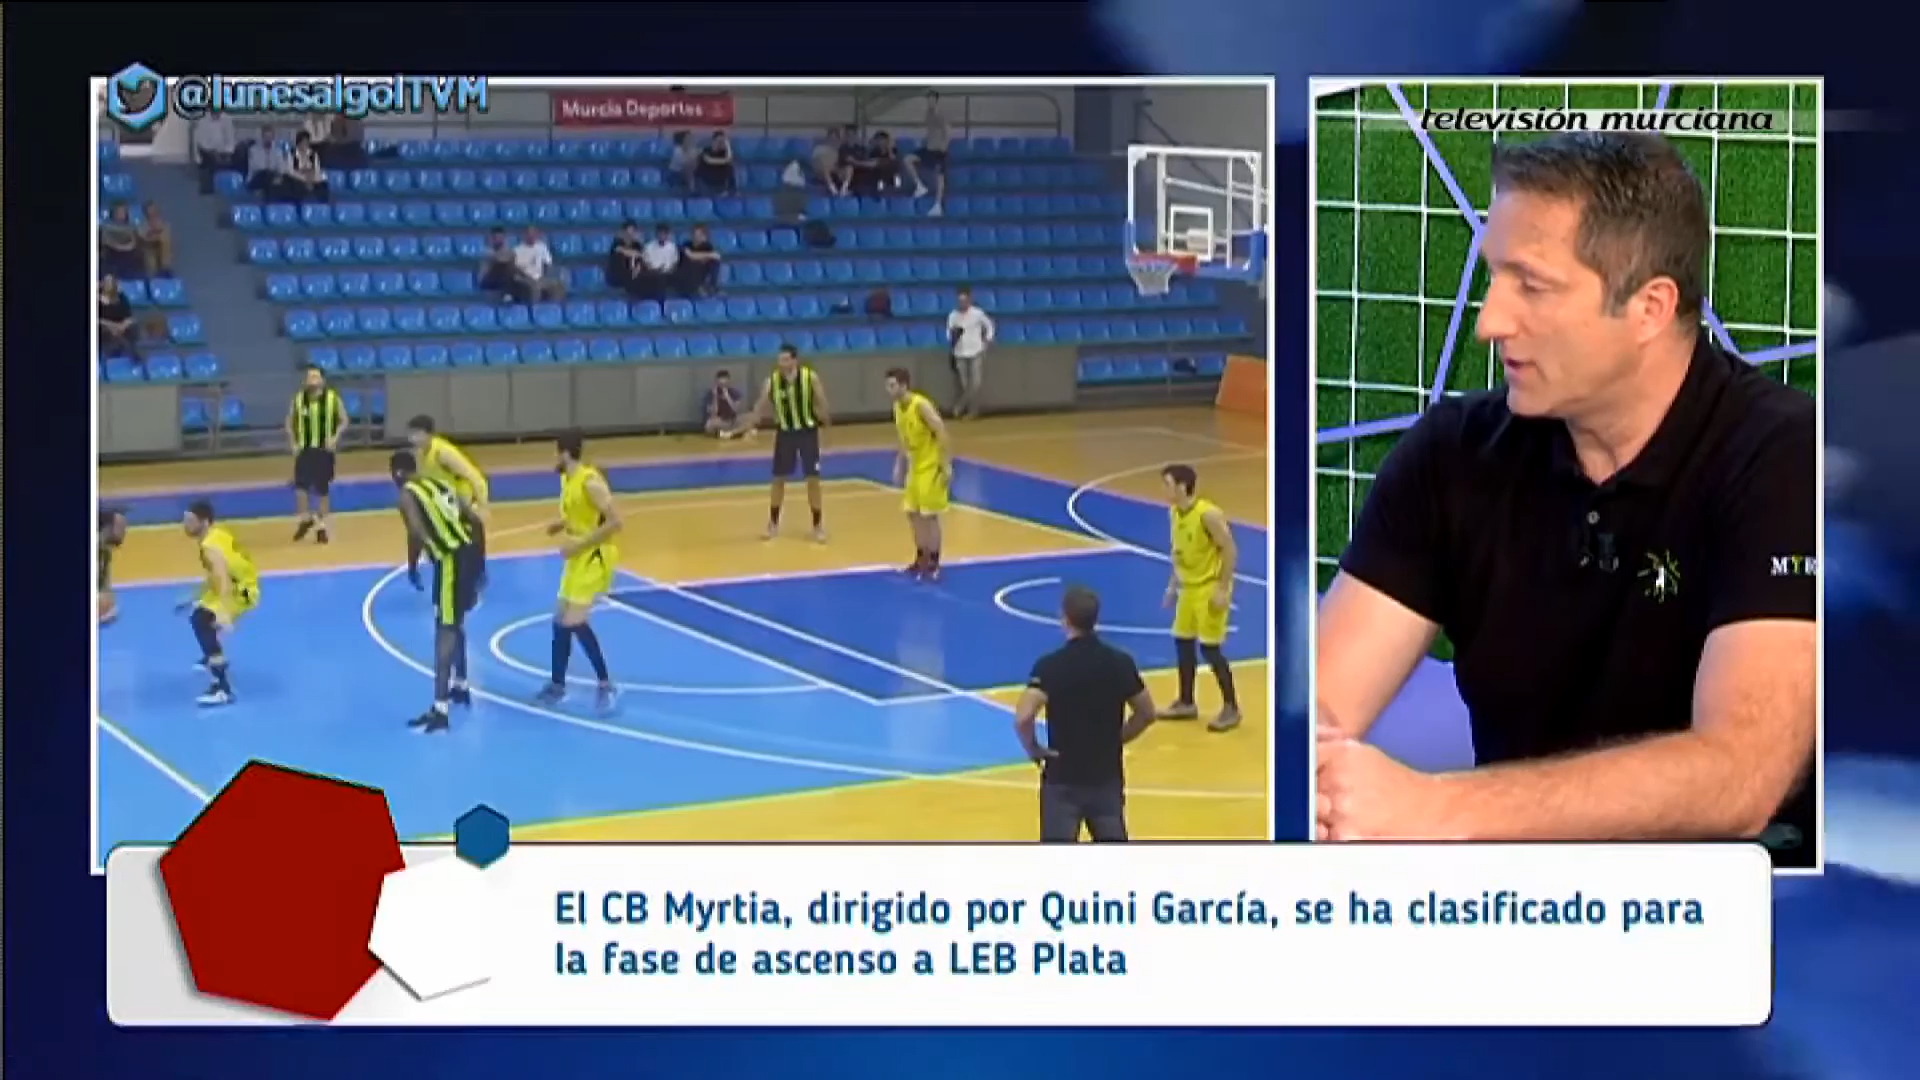 @lunesalgolTVM
Murcia Deportes
televisión murciana
MYR
El CB Myrtia, dirigido por Quini García, se ha clasificado para
la fase de ascenso a LEB Plata